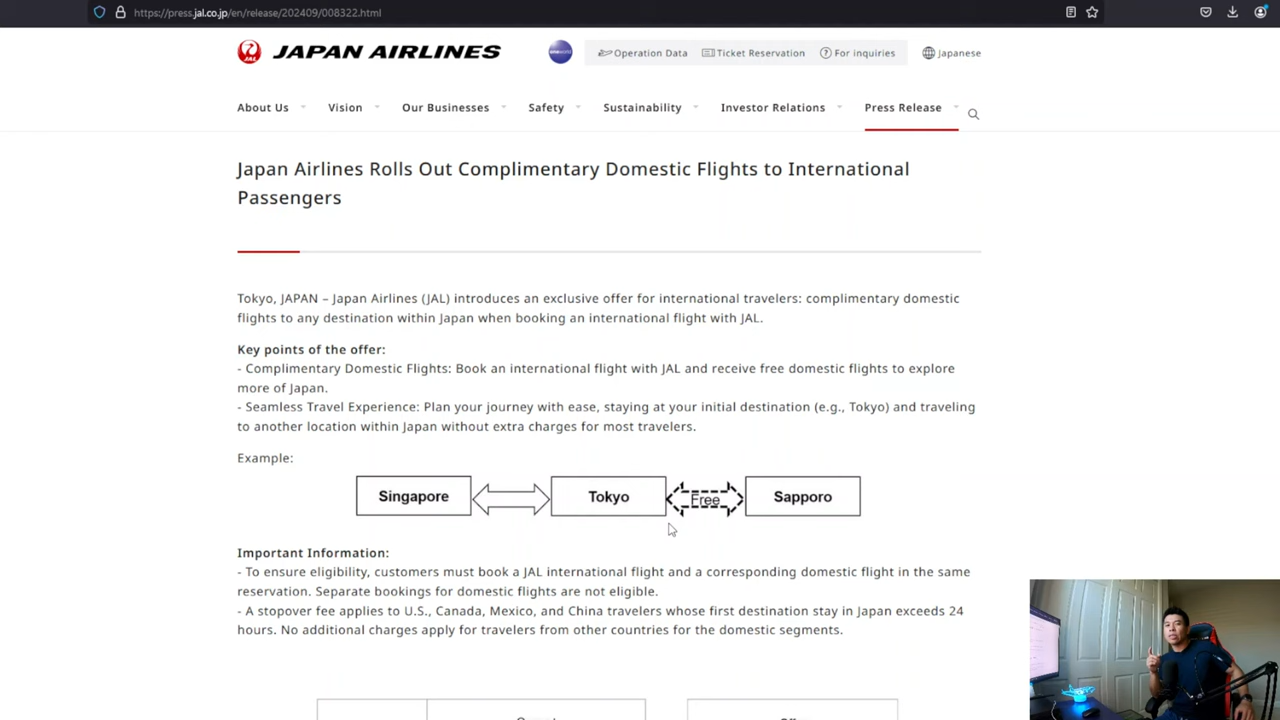 https://press.jal.co.jp/en/release/202409/008322.html
JAL
JAPAN AIRLINES
oneworld
Operation Data
Ticket Reservation
For inquiries
Japanese
About Us
Vision
Our Businesses
Safety
Sustainability
Investor Relations
Press Release
Japan Airlines Rolls Out Complimentary Domestic Flights to International
Passengers
Tokyo, JAPAN – Japan Airlines (JAL) introduces an exclusive offer for international travelers: complimentary domestic
flights to any destination within Japan when booking an international flight with JAL.
Key points of the offer:
- Complimentary Domestic Flights: Book an international flight with JAL and receive free domestic flights to explore
more of Japan.
- Seamless Travel Experience: Plan your journey with ease, staying at your initial destination (e.g., Tokyo) and traveling
to another location within Japan without extra charges for most travelers.
Example:
Singapore
Tokyo
Free
Sapporo
Important Information:
- To ensure eligibility, customers must book a JAL international flight and a corresponding domestic flight in the same
reservation. Separate bookings for domestic flights are not eligible.
- A stopover fee applies to U.S., Canada, Mexico, and China travelers whose first destination stay in Japan exceeds 24
hours. No additional charges apply for travelers from other countries for the domestic segments.